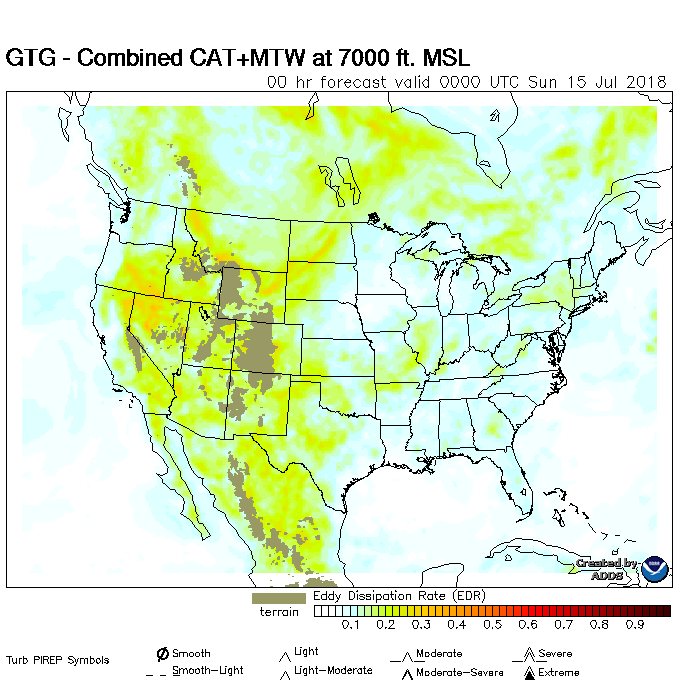 GTG - Combined CAT+MTW at 7000 ft. MSL
00 hr forecast valid 0000 UTC Sun 15 Jul 2018
Created by
ADDS
NOAA
terrain
Eddy Dissipation Rate (EDR)
0.1 0.2 0.3 0.4 0.5 0.6 0.7 0.8 0.9
Turb PIREP Symbols
Smooth
Light
Moderate
Severe
Smooth-Light
Light-Moderate
Moderate-Severe
Extreme